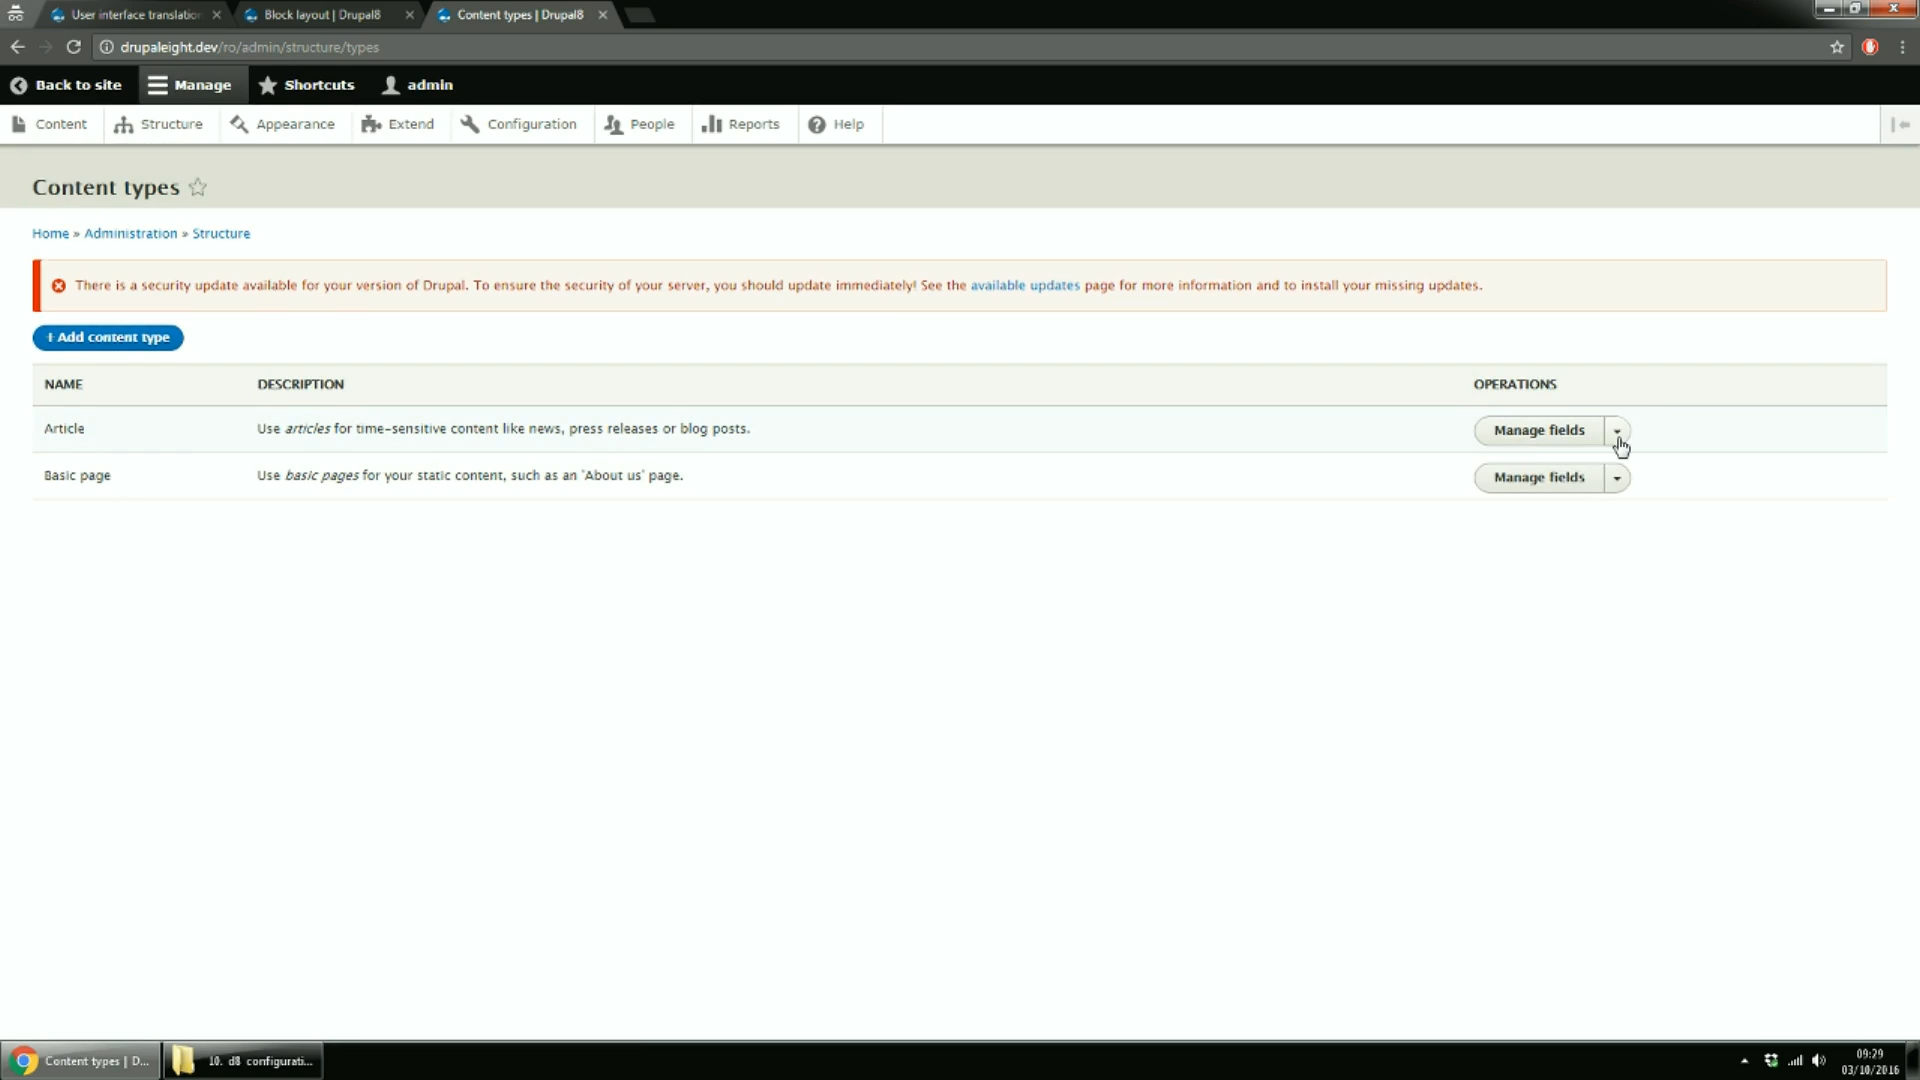 User interface translation
Block layout | Drupal8
Content types | Drupal8
drupaleight.dev/ro/admin/structure/types
Back to site
Manage
Shortcuts
admin
Content
Structure
Appearance
Extend
Configuration
People
Reports
Help
Content types
Home » Administration » Structure
There is a security update available for your version of Drupal. To ensure the security of your server, you should update immediately! See the available updates page for more information and to install your missing updates.
+ Add content type
NAME DESCRIPTION OPERATIONS
Article Use articles for time-sensitive content like news, press releases or blog posts. Manage fields
Basic page Use basic pages for your static content, such as an "About us" page. Manage fields
Content types | D...
10. d8 configurati...
09:29
03/10/2016